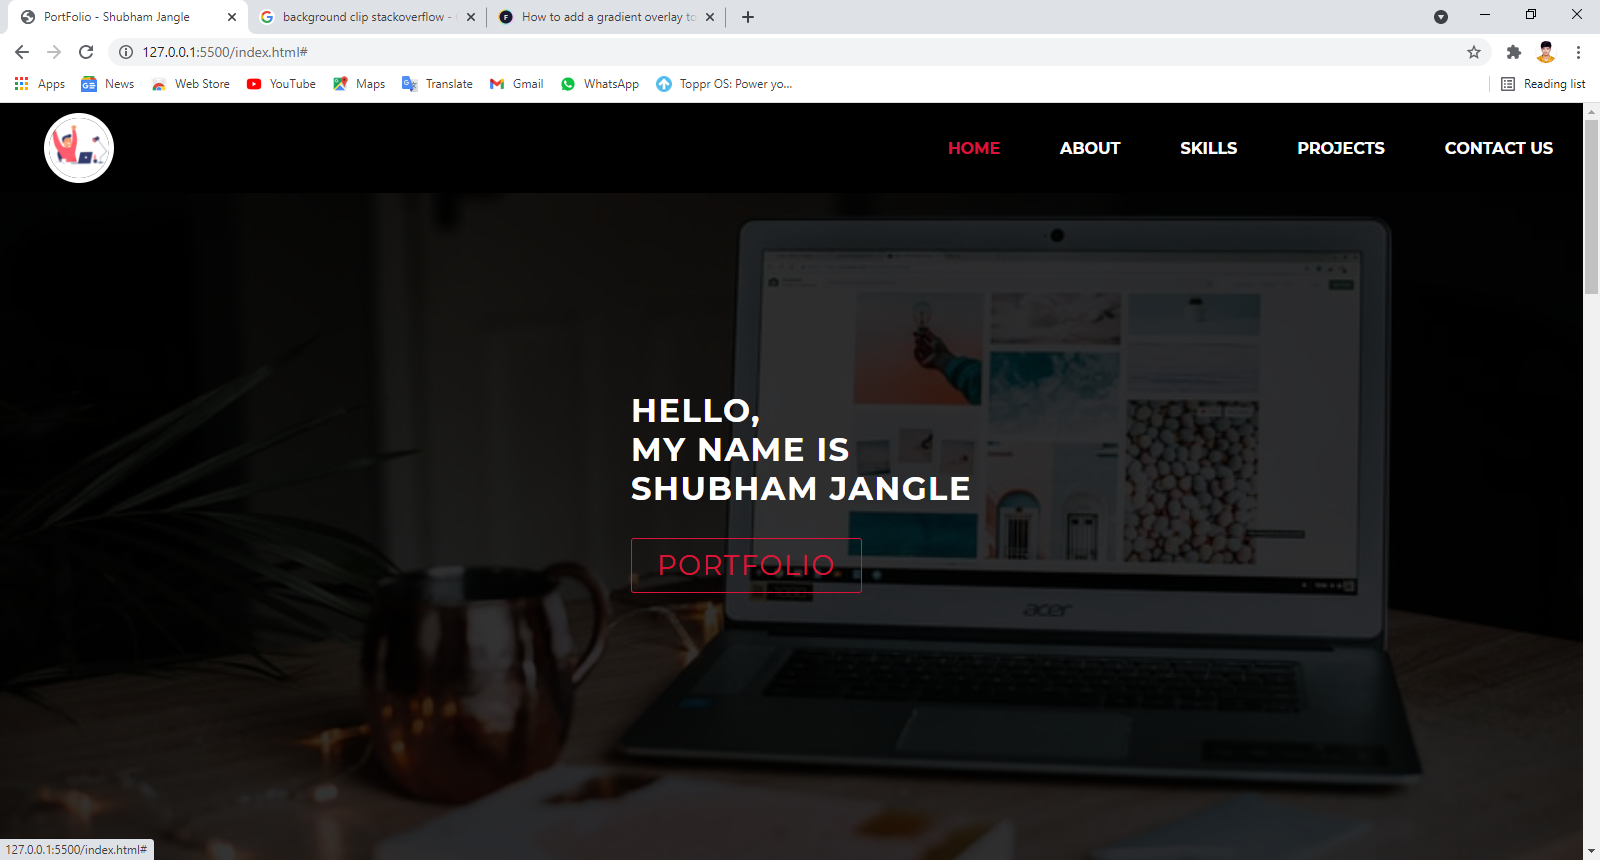 PortFolio - Shubham Jangle
background clip stackoverflow -
How to add a gradient overlay to
127.0.0.1:5500/index.html#
Apps
News
Web Store
YouTube
Maps
Translate
Gmail
WhatsApp
Toppr OS: Power yo...
Reading list
HOME
ABOUT
SKILLS
PROJECTS
CONTACT US
HELLO,
MY NAME IS
SHUBHAM JANGLE
PORTFOLIO
acer
127.0.0.1:5500/index.html#